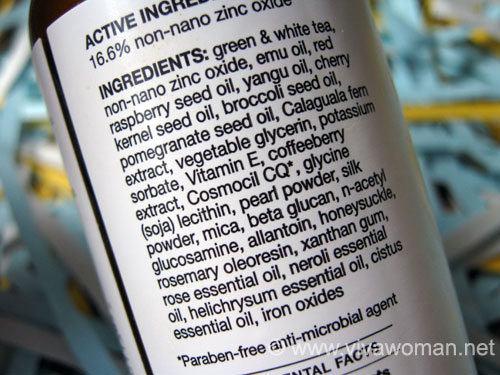 ACTIVE INGREDI
16.6% non-nano zinc oxide
INGREDIENTS: green & white tea,
non-nano zinc oxide, emu oil, red
raspberry seed oil, yangu oil, cherry
kernel seed oil, broccoli seed oil,
pomegranate seed oil, Calaguala fern
extract, vegetable glycerin, potassium
sorbate, Vitamin E, coffeeberry
extract, Cosmocil CQ*, glycine
(soja) lecithin, pearl powder, silk
powder, mica, beta glucan, n-acetyl
glucosamine, allantoin, honeysuckle,
rosemary oleoresin, xanthan gum,
rose essential oil, neroli essential
oil, helichrysum essential oil, cistus
essential oil, iron oxides
*Paraben-free anti-microbial agent
ENTAL FACT
© www.vivawoman.net